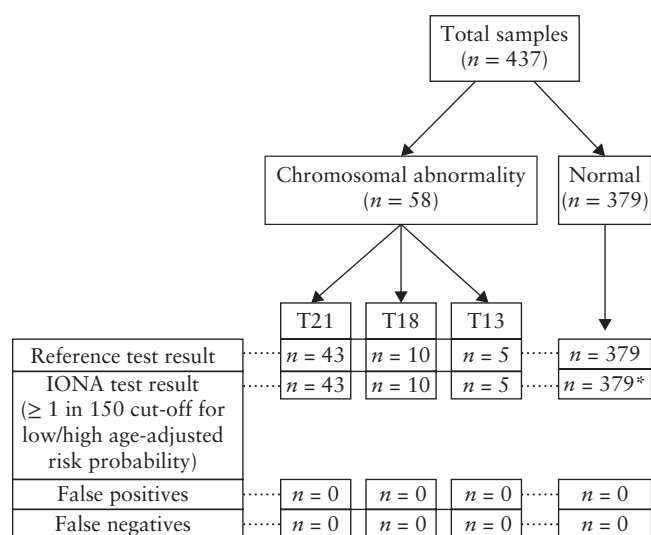 Total samples
(n = 437)
Chromosomal abnormality
(n = 58)
Normal
(n = 379)
T21 T18 T13
Reference test result n = 43 n = 10 n = 5 n = 379
IONA test result n = 43 n = 10 n = 5 n = 379*
(≥ 1 in 150 cut-off for
low/high age-adjusted
risk probability)
False positives n = 0 n = 0 n = 0 n = 0
False negatives n = 0 n = 0 n = 0 n = 0